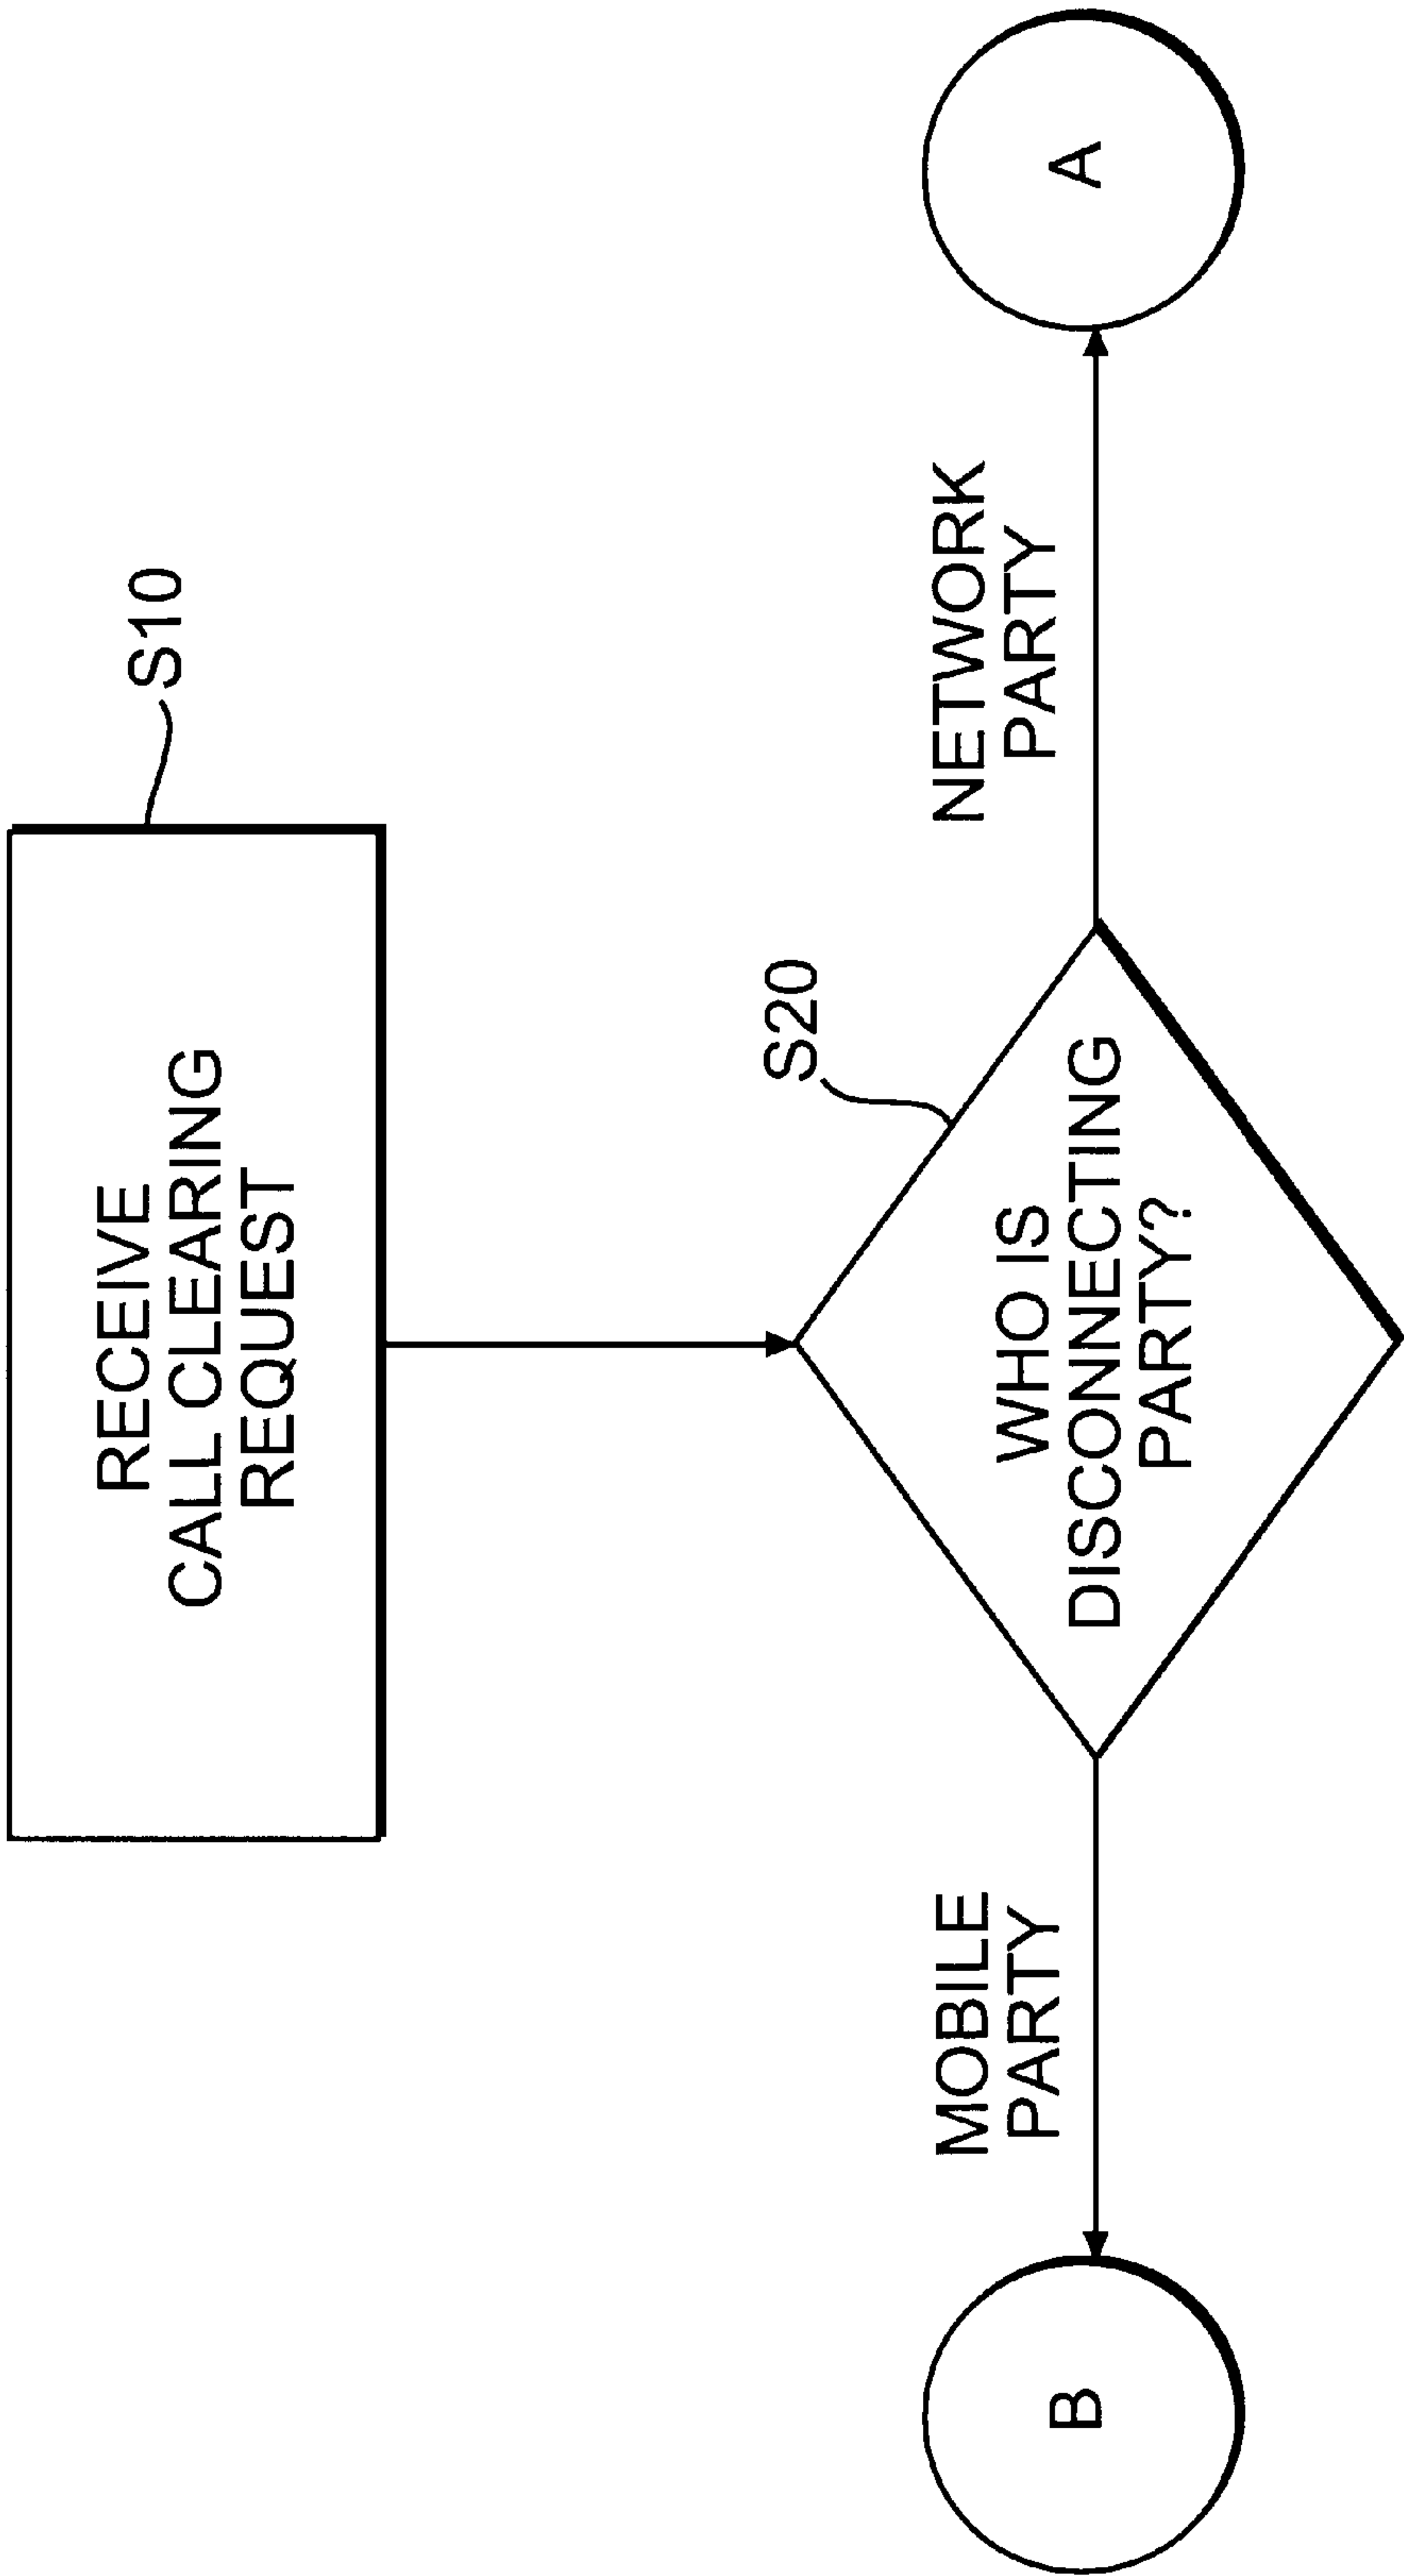 RECEIVE
CALL CLEARING
REQUEST
S10
S20
WHO IS
DISCONNECTING
PARTY?
MOBILE
PARTY
NETWORK
PARTY
B
A